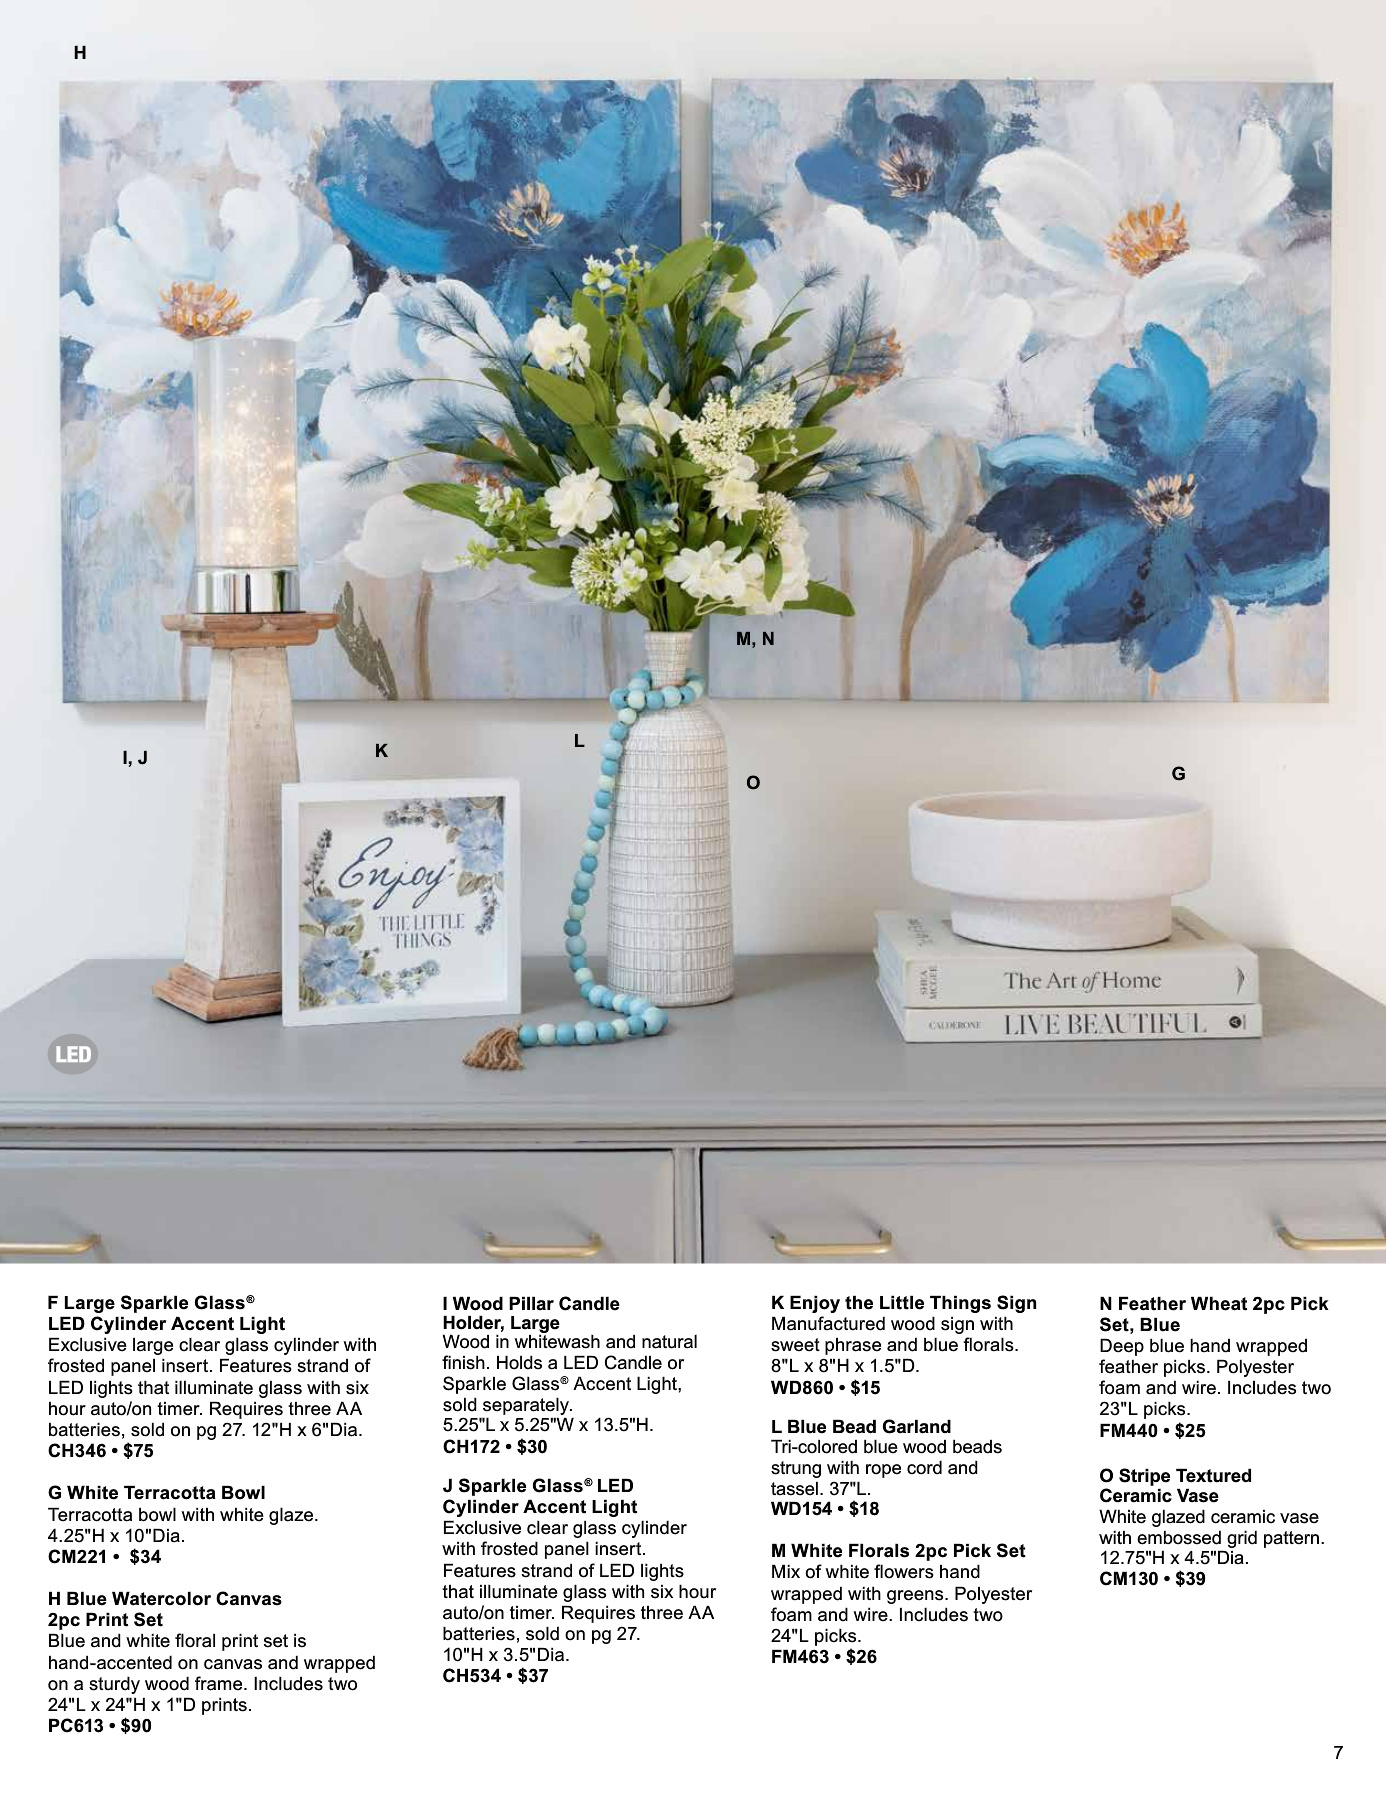 H
M, N
I, J
K
L
O
G
Enjoy
THE LITTLE
THINGS
SHEA
MCGEE
The Art of Home
CALDERONE LIVE BEAUTIFUL
LED
F Large Sparkle Glass®
LED Cylinder Accent Light
Exclusive large clear glass cylinder with
frosted panel insert. Features strand of
LED lights that illuminate glass with six
hour auto/on timer. Requires three AA
batteries, sold on pg 27. 12"H x 6"Dia.
CH346 • $75
G White Terracotta Bowl
Terracotta bowl with white glaze.
4.25"H x 10"Dia.
CM221 • $34
H Blue Watercolor Canvas
2pc Print Set
Blue and white floral print set is
hand-accented on canvas and wrapped
on a sturdy wood frame. Includes two
24"L x 24"H x 1"D prints.
PC613 • $90
I Wood Pillar Candle
Holder, Large
Wood in whitewash and natural
finish. Holds a LED Candle or
Sparkle Glass® Accent Light,
sold separately.
5.25"L x 5.25"W x 13.5"H.
CH172 • $30
J Sparkle Glass® LED
Cylinder Accent Light
Exclusive clear glass cylinder
with frosted panel insert.
Features strand of LED lights
that illuminate glass with six hour
auto/on timer. Requires three AA
batteries, sold on pg 27.
10"H x 3.5"Dia.
CH534 • $37
K Enjoy the Little Things Sign
Manufactured wood sign with
sweet phrase and blue florals.
8"L x 8"H x 1.5"D.
WD860 • $15
L Blue Bead Garland
Tri-colored blue wood beads
strung with rope cord and
tassel. 37"L.
WD154 • $18
M White Florals 2pc Pick Set
Mix of white flowers hand
wrapped with greens. Polyester
foam and wire. Includes two
24"L picks.
FM463 • $26
N Feather Wheat 2pc Pick
Set, Blue
Deep blue hand wrapped
feather picks. Polyester
foam and wire. Includes two
23"L picks.
FM440 • $25
O Stripe Textured
Ceramic Vase
White glazed ceramic vase
with embossed grid pattern.
12.75"H x 4.5"Dia.
CM130 • $39
7